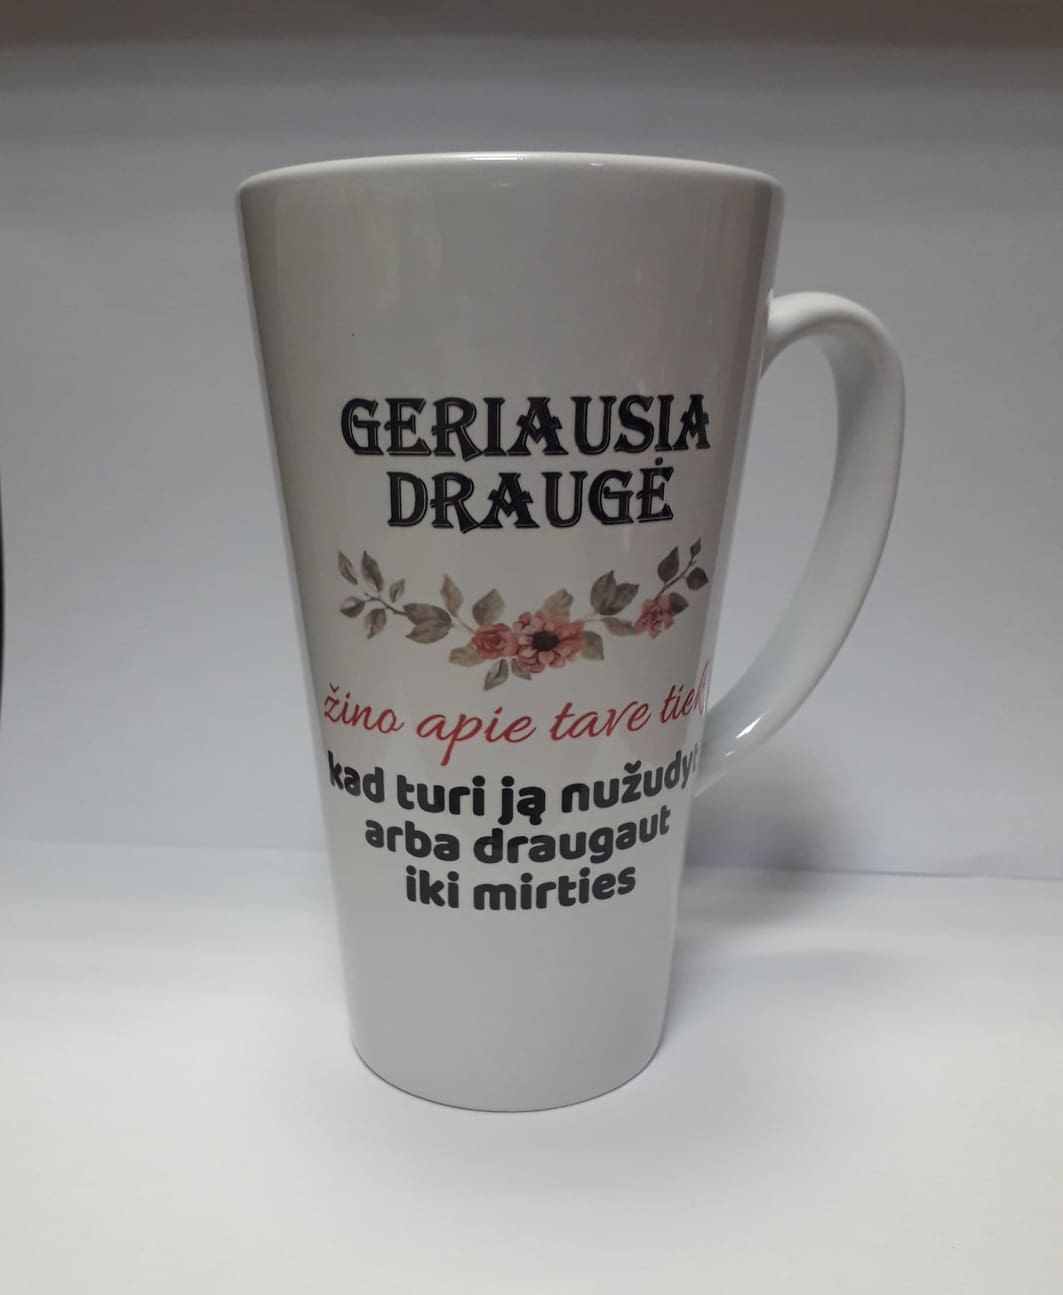 GERIAUSIA
DRAUGĖ
žino apie tave tiek
kad turi ją nužudyt
arba draugaut
iki mirties